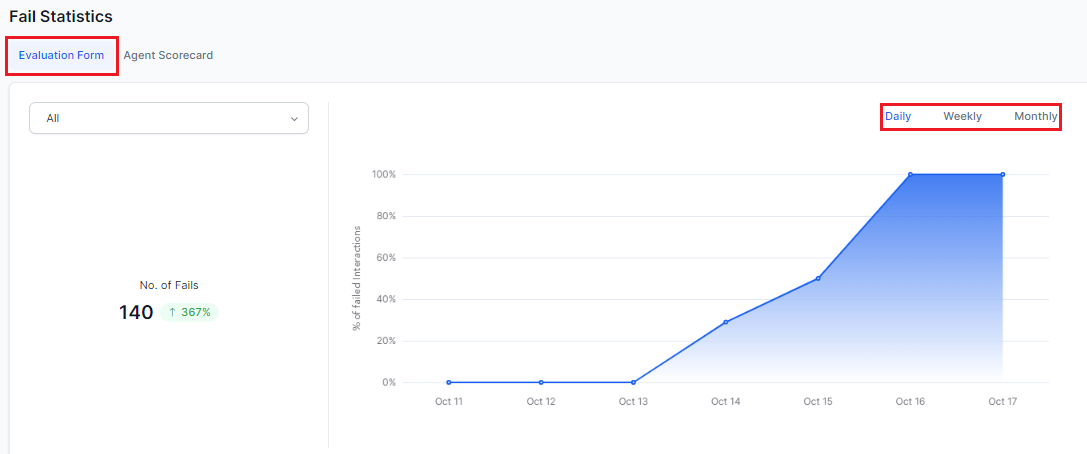 Fail Statistics
Evaluation Form Agent Scorecard
All
Daily Weekly Monthly
No. of Fails
140 ↑ 367%
% of failed Interactions
100%
80%
60%
40%
20%
0%
Oct 11 Oct 12 Oct 13 Oct 14 Oct 15 Oct 16 Oct 17